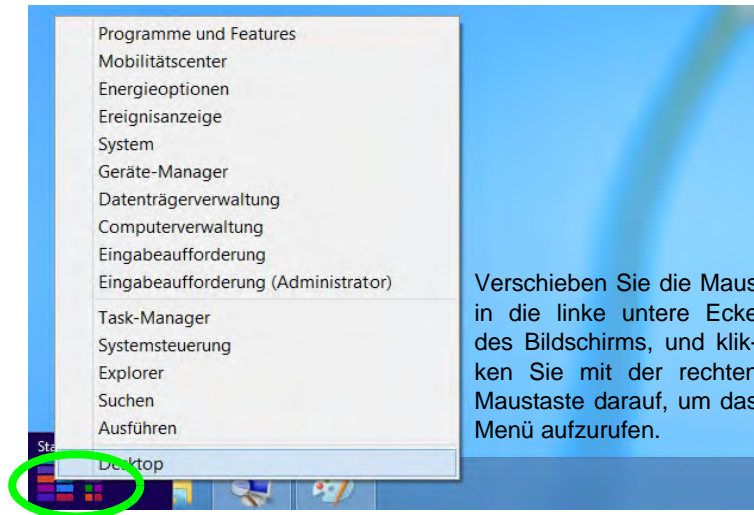 Programme und Features
Mobilitätscenter
Energieoptionen
Ereignisanzeige
System
Geräte-Manager
Datenträgerverwaltung
Computerverwaltung
Eingabeaufforderung
Eingabeaufforderung (Administrator)
Task-Manager
Systemsteuerung
Explorer
Suchen
Ausführen
Desktop
Sta
Verschieben Sie die Maus
in die linke untere Ecke
des Bildschirms, und klik-
ken Sie mit der rechten
Maustaste darauf, um das
Menü aufzurufen.